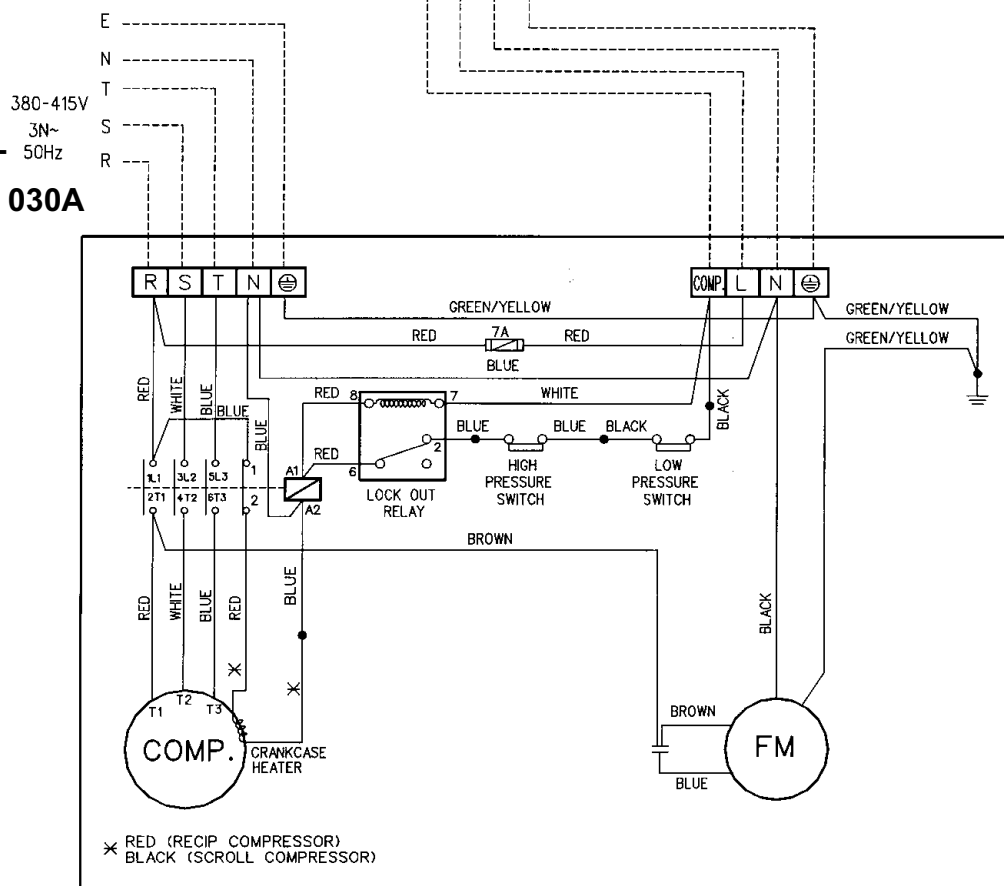 E
N
T
380-415V
3N~
50Hz
S
R
030A
R S T N
COMP. L N
GREEN/YELLOW
GREEN/YELLOW
RED 7A RED
GREEN/YELLOW
BLUE
RED
WHITE
BLUE
BLUE
BLUE
RED 8
7 WHITE
BLACK
BLUE
BLUE BLACK
2
RED
6
HIGH
PRESSURE
SWITCH
LOW
PRESSURE
SWITCH
LOCK OUT
RELAY
1L1 3L2 5L3 1
2T1 4T2 6T3 2
A1
A2
BROWN
RED
WHITE
BLUE
RED
BLUE
BLACK
T1 T2 T3
COMP.
CRANKCASE
HEATER
BROWN
BLUE
FM
RED (RECIP COMPRESSOR)
BLACK (SCROLL COMPRESSOR)